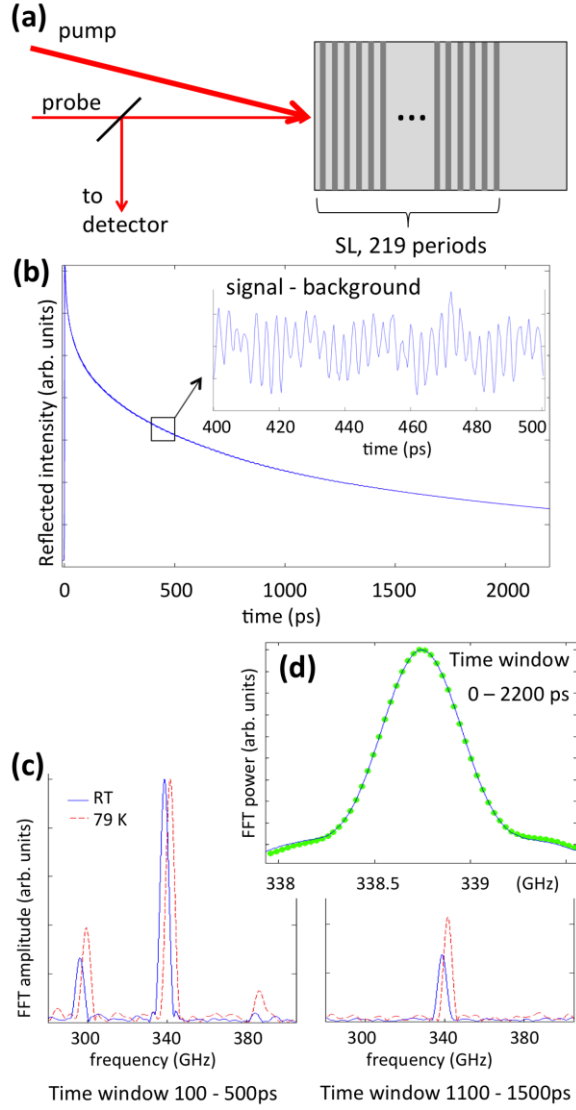 (a)
pump
probe
to
detector
...
SL, 219 periods
(b)
signal - background
Reflected intensity (arb. units)
400 420 440 460 480 500
time (ps)
0 500 1000 1500 2000
time (ps)
(d)
Time window
0 – 2200 ps
FFT power (arb. units)
338 338.5 339 (GHz)
(c)
RT
79 K
FFT amplitude (arb. units)
300 340 380
frequency (GHz)
Time window 100 - 500ps
300 340 380
frequency (GHz)
Time window 1100 - 1500ps